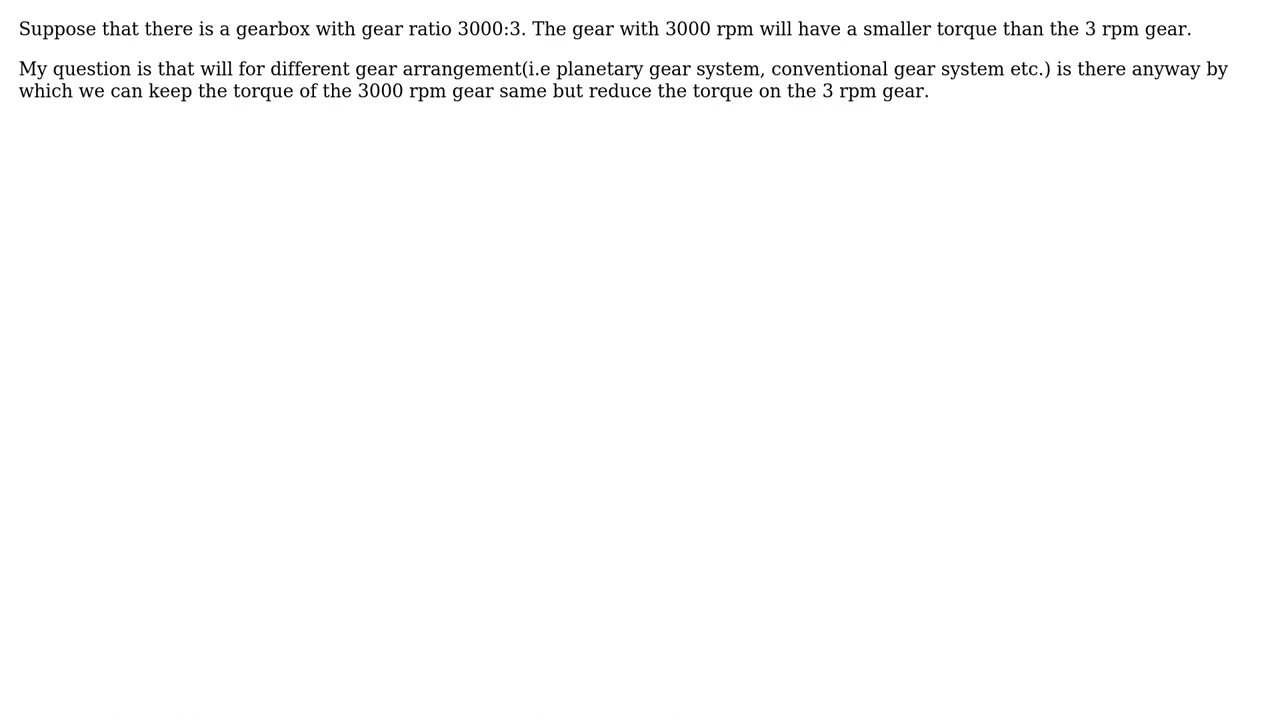 Suppose that there is a gearbox with gear ratio 3000:3. The gear with 3000 rpm will have a smaller torque than the 3 rpm gear.
My question is that will for different gear arrangement(i.e planetary gear system, conventional gear system etc.) is there anyway by
which we can keep the torque of the 3000 rpm gear same but reduce the torque on the 3 rpm gear.